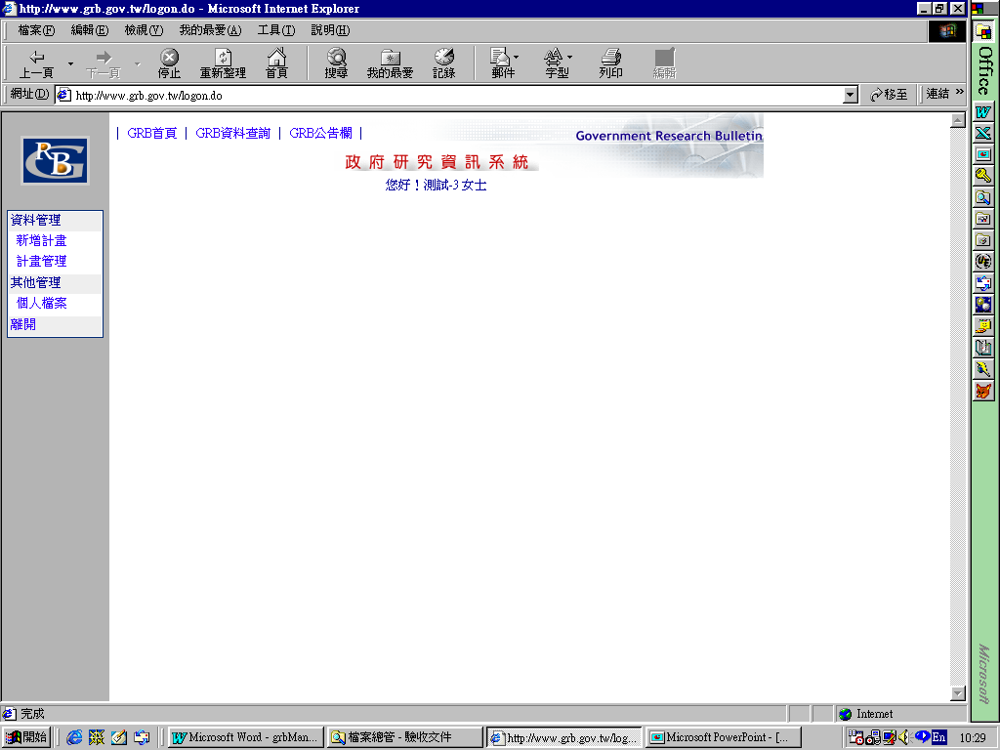 http://www.grb.gov.tw/logon.do - Microsoft Internet Explorer
檔案(F) 編輯(E) 檢視(V) 我的最愛(A) 工具(T) 說明(H)
上一頁 下一頁 停止 重新整理 首頁 搜尋 我的最愛 記錄 郵件 字型 列印 編輯
網址(D) http://www.grb.gov.tw/logon.do 移至 連結 »
Office
RBG
| GRB首頁 | GRB資料查詢 | GRB公告欄 |
Government Research Bulletin
政府研究資訊系統
您好！測試-3 女士
資料管理
新增計畫
計畫管理
其他管理
個人檔案
離開
Microsoft
完成 Internet
開始 Microsoft Word - grbMan... 檔案總管 - 驗收文件 http://www.grb.gov.tw/log... Microsoft PowerPoint - [... En 10:29